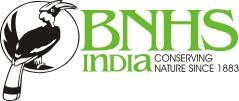 BNHS
INDIA CONSERVING
NATURE SINCE 1883